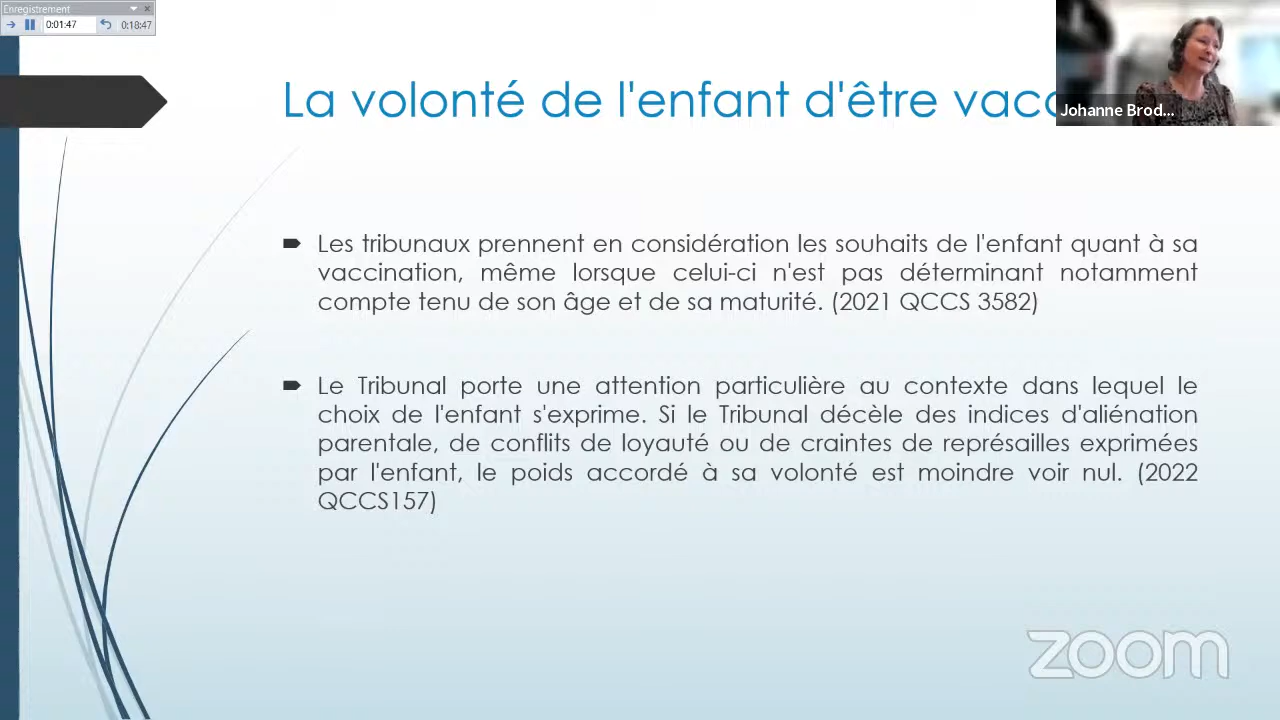 Enregistrement
0:01:47
0:18:47
La volonté de l'enfant d'être
Johanne Brod...
Les tribunaux prennent en considération les souhaits de l'enfant quant à sa
vaccination, même lorsque celui-ci n'est pas déterminant notamment
compte tenu de son âge et de sa maturité. (2021 QCCS 3582)
Le Tribunal porte une attention particulière au contexte dans lequel le
choix de l'enfant s'exprime. Si le Tribunal décèle des indices d'aliénation
parentale, de conflits de loyauté ou de craintes de représailles exprimées
par l'enfant, le poids accordé à sa volonté est moindre voir nul. (2022
QCCS157)
zoom